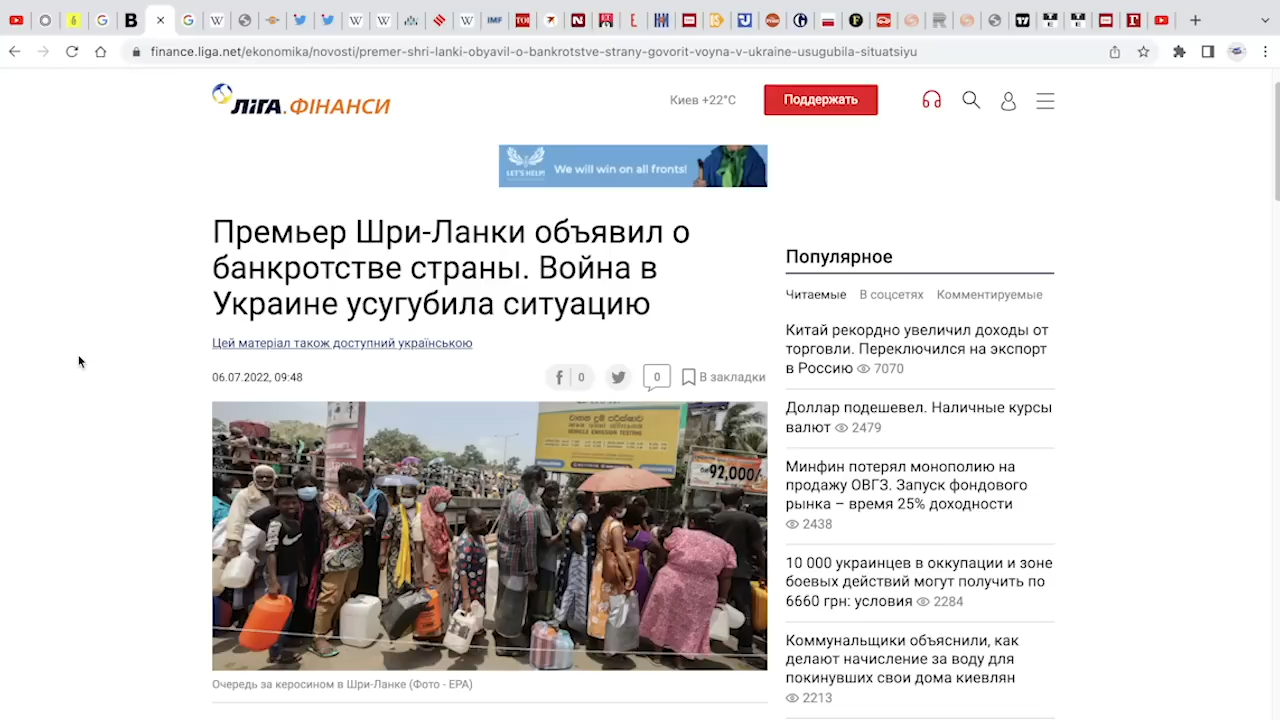 finance.liga.net/ekonomika/novosti/premer-shri-lanki-obyavil-o-bankrotstve-strany-govorit-voyna-v-ukraine-usugubila-situatsiyu
ЛІГА.ФІНАНСИ
Киев +22°C
Поддержать
LET'S HELP!
We will win on all fronts!
Премьер Шри-Ланки объявил о
банкротстве страны. Война в
Украине усугубила ситуацию
Цей матеріал також доступний українською
06.07.2022, 09:48
0
0
В закладки
VEHICLE EMISSION TESTING
92,000/-
Очередь за керосином в Шри-Ланке (Фото - EPA)
Популярное
Читаемые В соцсетях Комментируемые
Китай рекордно увеличил доходы от
торговли. Переключился на экспорт
в Россию 7070
Доллар подешевел. Наличные курсы
валют 2479
Минфин потерял монополию на
продажу ОВГЗ. Запуск фондового
рынка – время 25% доходности
2438
10 000 украинцев в оккупации и зоне
боевых действий могут получить по
6660 грн: условия 2284
Коммунальщики объяснили, как
делают начисление за воду для
покинувших свои дома киевлян
2213